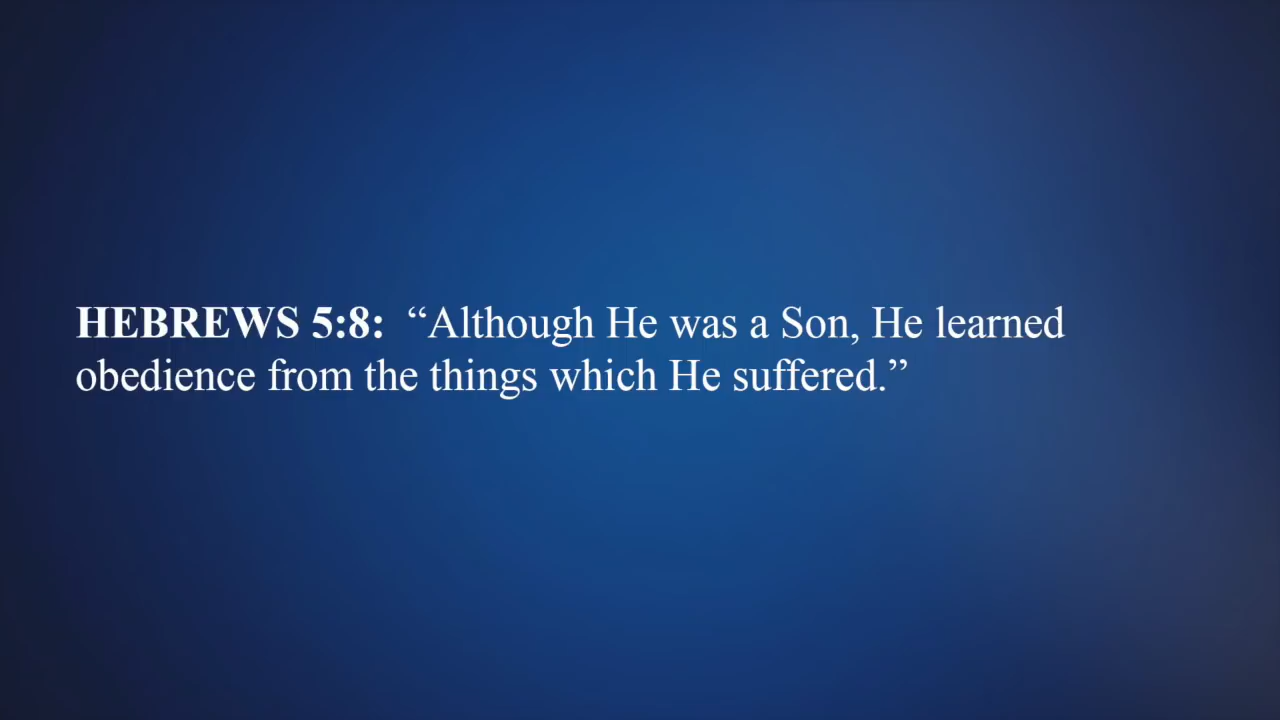 HEBREWS 5:8: “Although He was a Son, He learned
obedience from the things which He suffered.”